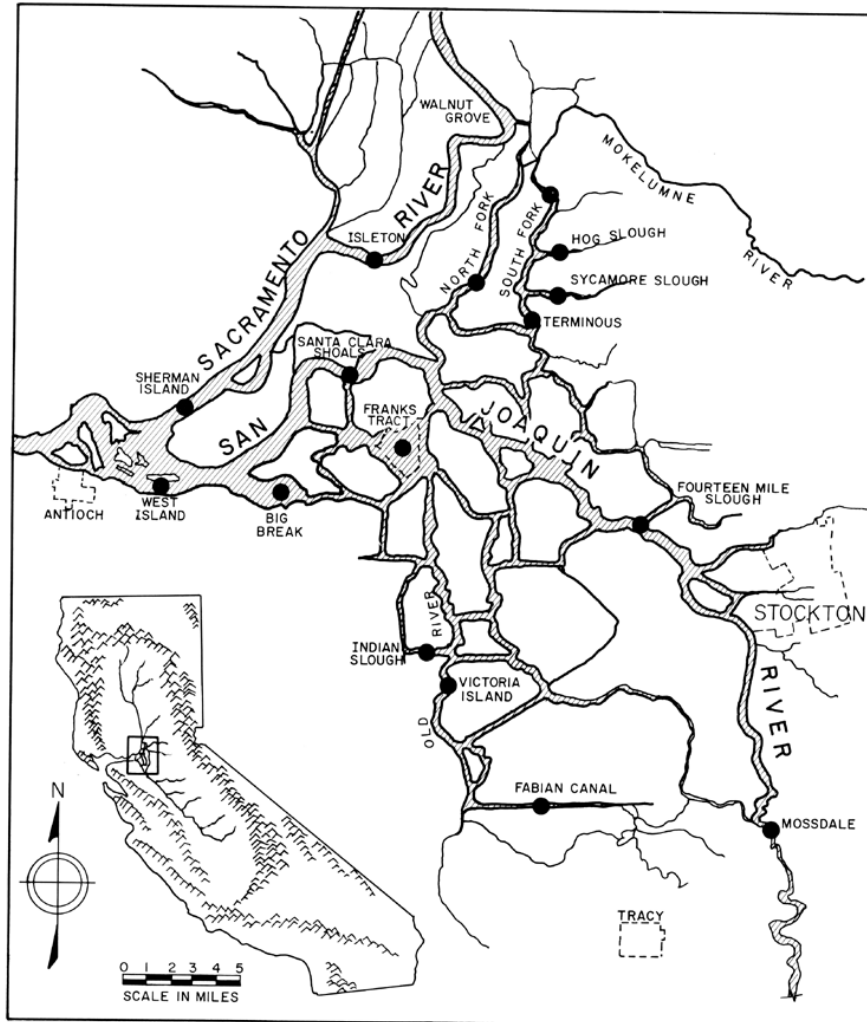 WALNUT
GROVE
MOKELUMNE
RIVER
SACRAMENTO
RIVER
ISLETON
NORTH FORK
SOUTH FORK
HOG SLOUGH
SYCAMORE SLOUGH
TERMINOUS
SANTA CLARA
SHOALS
SHERMAN
ISLAND
FRANKS
TRACT
SAN
JOAQUIN
RIVER
FOURTEEN MILE
SLOUGH
ANTIOCH
WEST
ISLAND
BIG
BREAK
STOCKTON
INDIAN
SLOUGH
OLD
RIVER
VICTORIA
ISLAND
FABIAN CANAL
MOSSDALE
TRACY
N
0 1 2 3 4 5
SCALE IN MILES